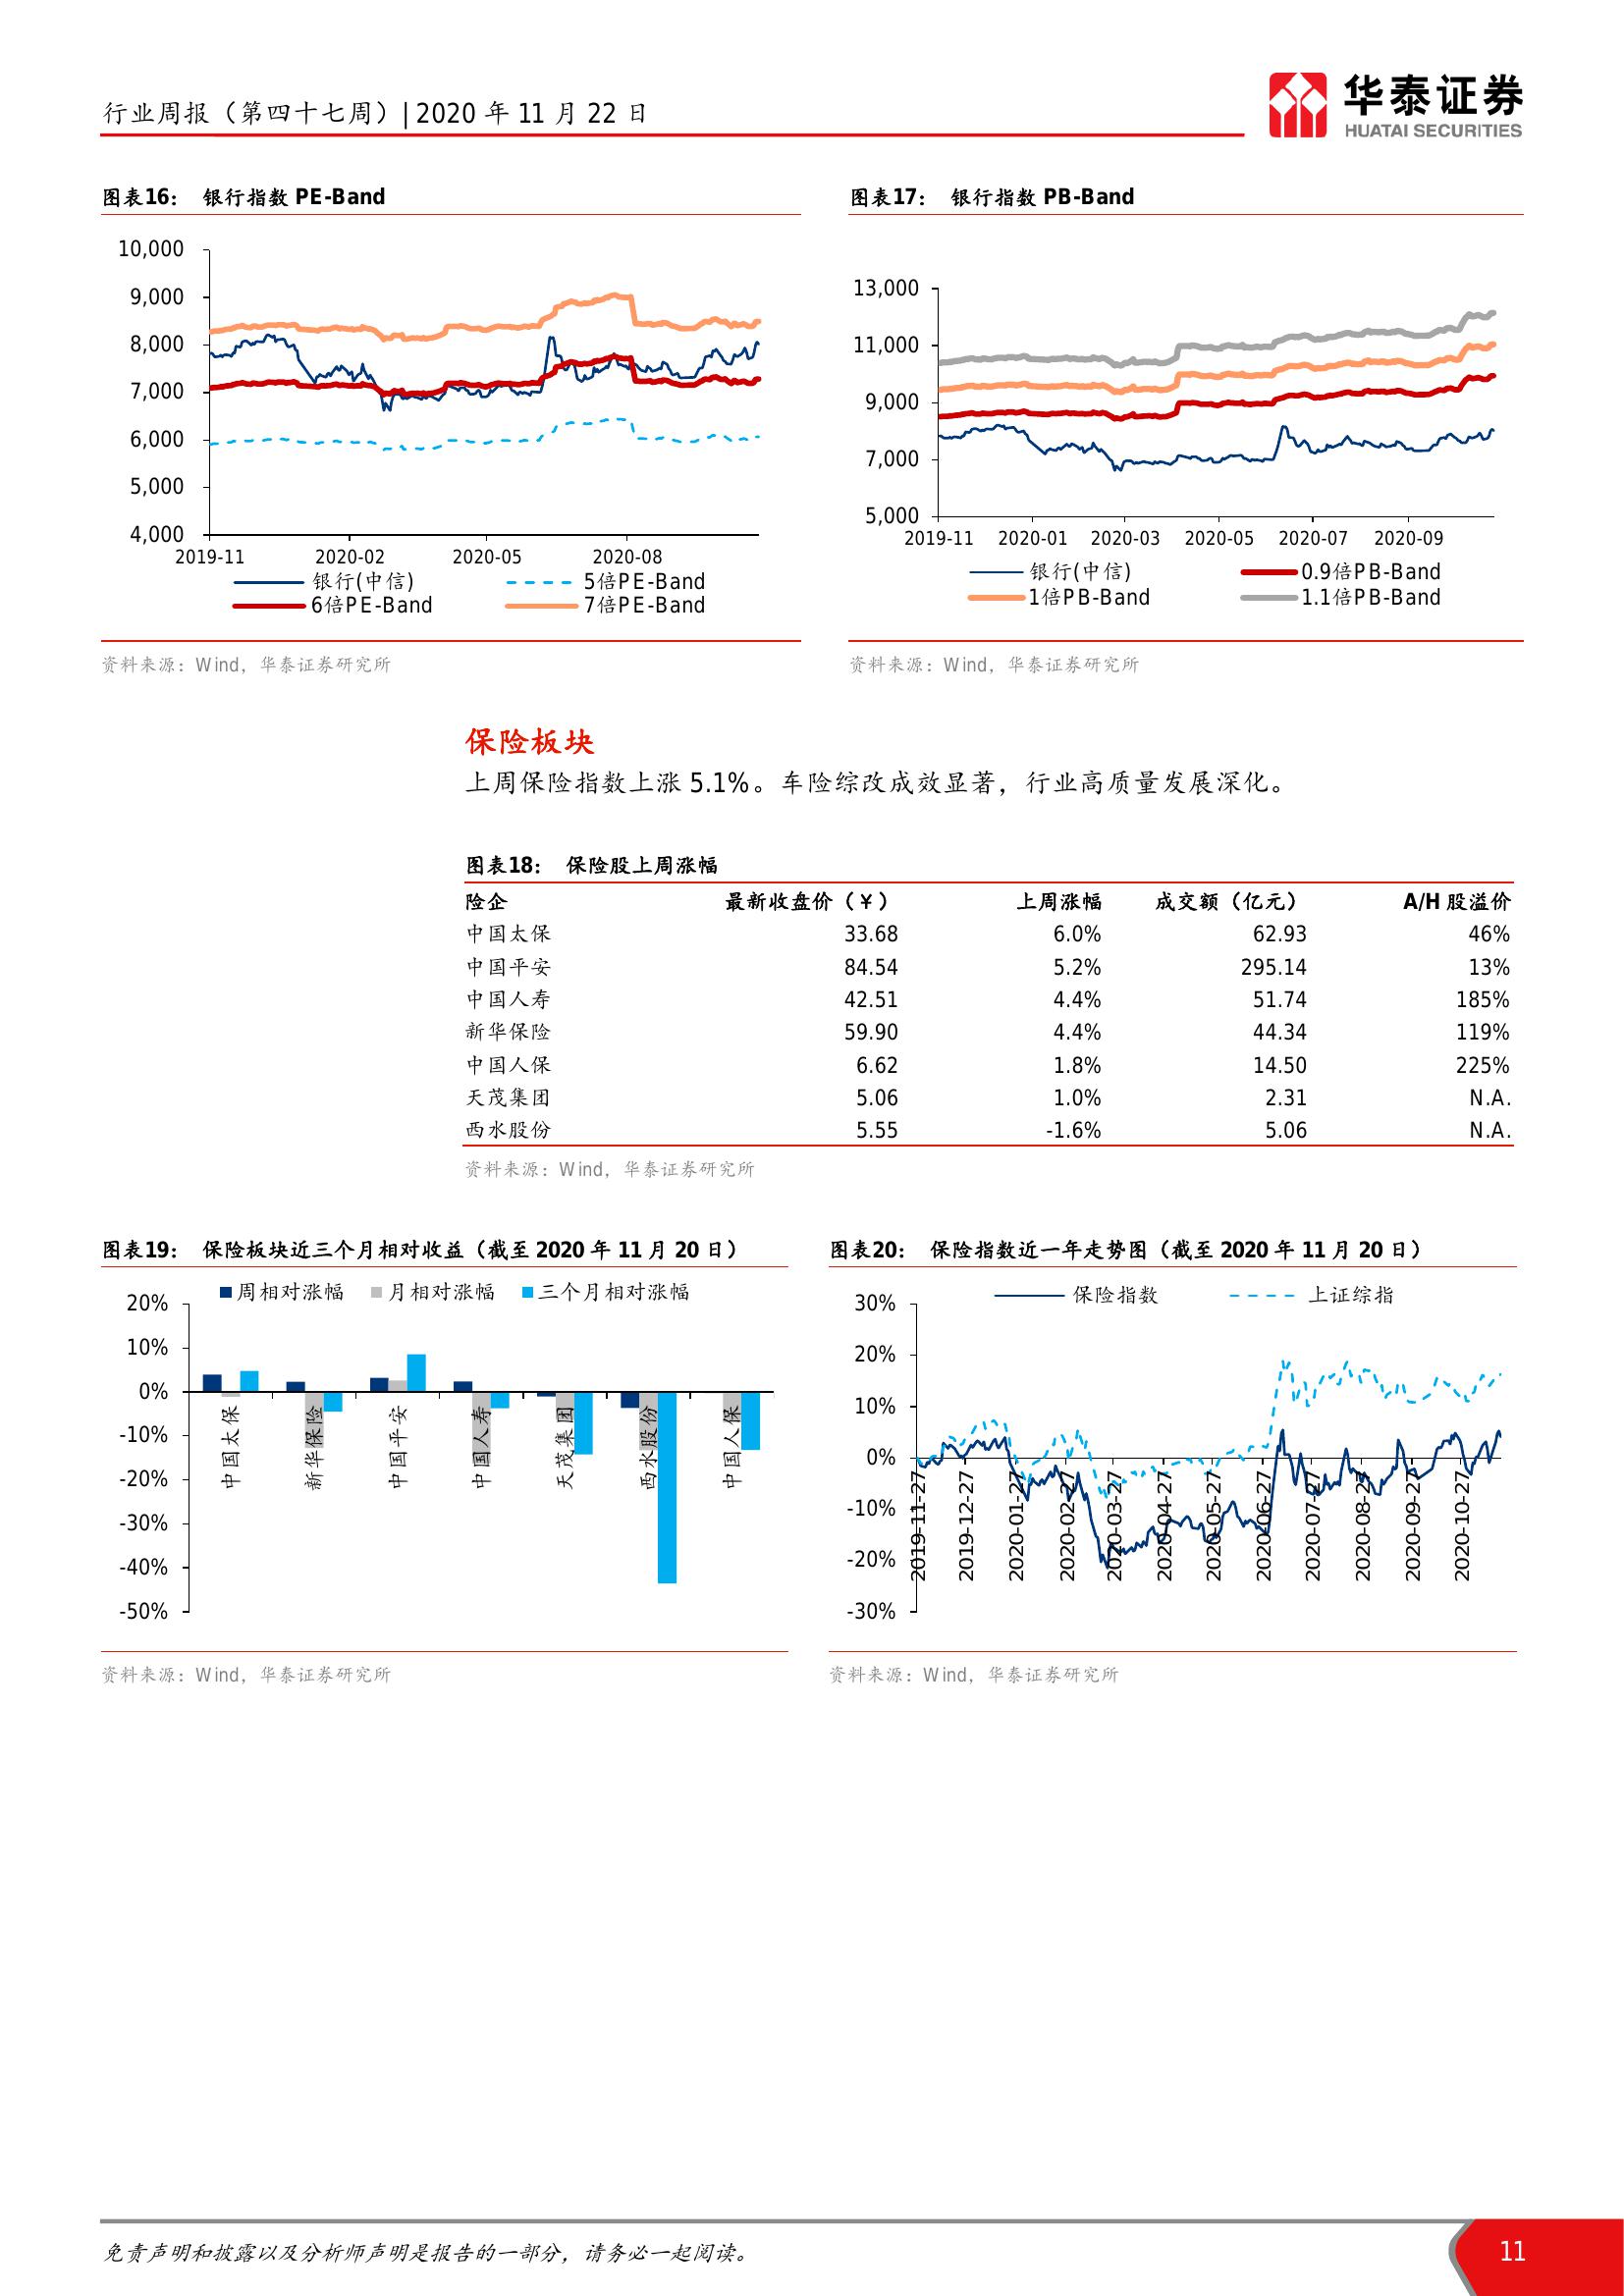 行业周报（第四十七周）| 2020 年 11 月 22 日
华泰证券
HUATAI SECURITIES
图表16： 银行指数 PE-Band
10,000
9,000
8,000
7,000
6,000
5,000
4,000
2019-11 2020-02 2020-05 2020-08
银行(中信) 5倍PE-Band
6倍PE-Band 7倍PE-Band
资料来源：Wind，华泰证券研究所
图表17： 银行指数 PB-Band
13,000
11,000
9,000
7,000
5,000
2019-11 2020-01 2020-03 2020-05 2020-07 2020-09
银行(中信) 0.9倍PB-Band
1倍PB-Band 1.1倍PB-Band
资料来源：Wind，华泰证券研究所
保险板块
上周保险指数上涨 5.1%。车险综改成效显著，行业高质量发展深化。
图表18： 保险股上周涨幅
险企 最新收盘价（￥） 上周涨幅 成交额（亿元） A/H 股溢价
中国太保 33.68 6.0% 62.93 46%
中国平安 84.54 5.2% 295.14 13%
中国人寿 42.51 4.4% 51.74 185%
新华保险 59.90 4.4% 44.34 119%
中国人保 6.62 1.8% 14.50 225%
天茂集团 5.06 1.0% 2.31 N.A.
西水股份 5.55 -1.6% 5.06 N.A.
资料来源：Wind，华泰证券研究所
图表19： 保险板块近三个月相对收益（截至 2020 年 11 月 20 日）
周相对涨幅 月相对涨幅 三个月相对涨幅
20%
10%
0%
-10%
-20%
-30%
-40%
-50%
中国太保
新华保险
中国平安
中国人寿
天茂集团
西水股份
中国人保
资料来源：Wind，华泰证券研究所
图表20： 保险指数近一年走势图（截至 2020 年 11 月 20 日）
保险指数 上证综指
30%
20%
10%
0%
-10%
-20%
-30%
2019-11-27
2019-12-27
2020-01-27
2020-02-27
2020-03-27
2020-04-27
2020-05-27
2020-06-27
2020-07-27
2020-08-27
2020-09-27
2020-10-27
资料来源：Wind，华泰证券研究所
免责声明和披露以及分析师声明是报告的一部分，请务必一起阅读。
11